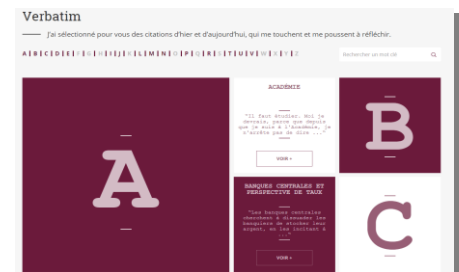 Verbatim
J'ai sélectionné pour vous des citations d'hier et d'aujourd'hui, qui me touchent et me poussent à réfléchir.
A|B|C|D|E|F|G|H|I|J|K|L|M|N|O|P|Q|R|S|T|U|V|W|X|Y|Z
Rechercher un mot clé
A
ACADÉMIE
"Il faut étudier. Moi je
devrais, parce que depuis
que je suis à l'académie, je
n'arrête pas de dire ..."
VOIR +
B
BANQUES CENTRALES ET
PERSPECTIVE DE TAUX
"Les banques centrales
cherchent à dissuader les
banquiers de stocker leur
argent, en les incitant à
..."
VOIR +
C